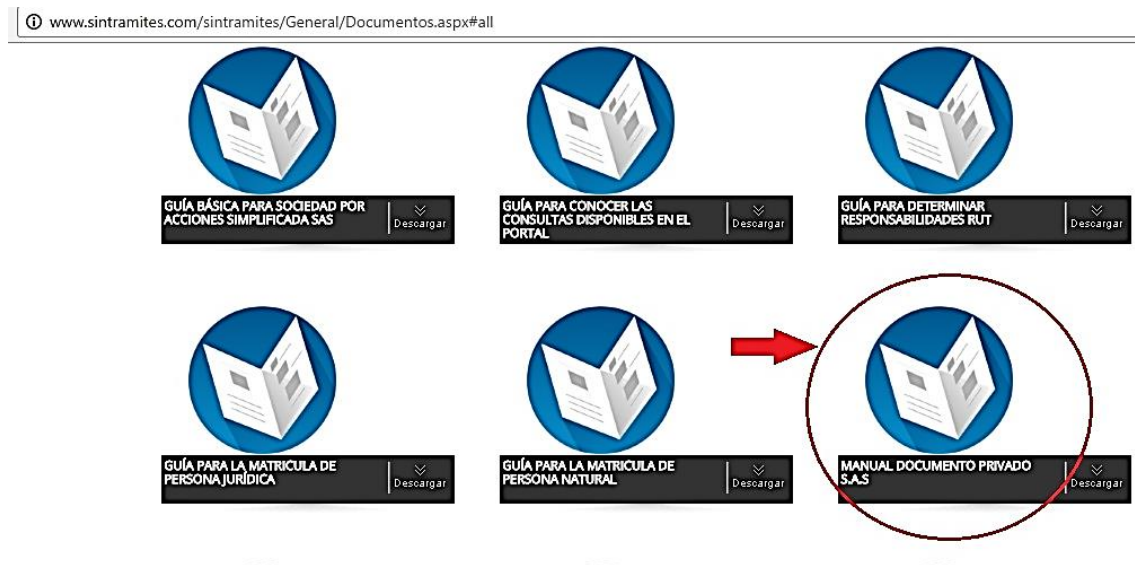 www.sintramites.com/sintramites/General/Documentos.aspx#all
GUÍA BÁSICA PARA SOCIEDAD POR
ACCIONES SIMPLIFICADA SAS
Descargar
GUÍA PARA CONOCER LAS
CONSULTAS DISPONIBLES EN EL
PORTAL
Descargar
GUÍA PARA DETERMINAR
RESPONSABILIDADES RUT
Descargar
GUÍA PARA LA MATRICULA DE
PERSONA JURÍDICA
Descargar
GUÍA PARA LA MATRICULA DE
PERSONA NATURAL
Descargar
MANUAL DOCUMENTO PRIVADO
S.A.S
Descargar